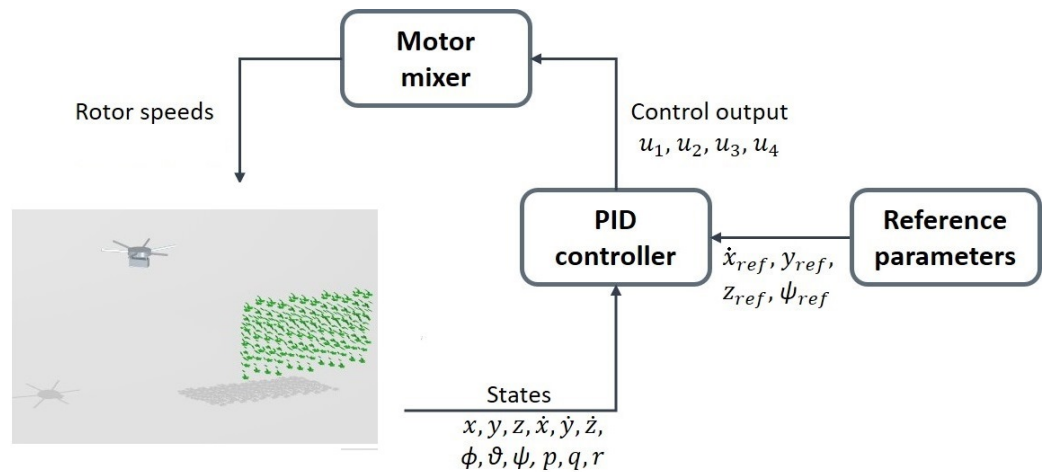 Motor
mixer
Rotor speeds
Control output
𝑢₁, 𝑢₂, 𝑢₃, 𝑢₄
PID
controller
Reference
parameters
ẋ_ref, y_ref,
z_ref, ψ_ref
States
x, y, z, ẋ, ẏ, ż,
ϕ, ϑ, ψ, p, q, r